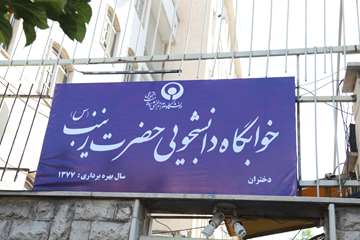 خوابگاه دانشجویی حضرت زینب (س)
دختران
سال بهره برداری : ۱۳۷۷